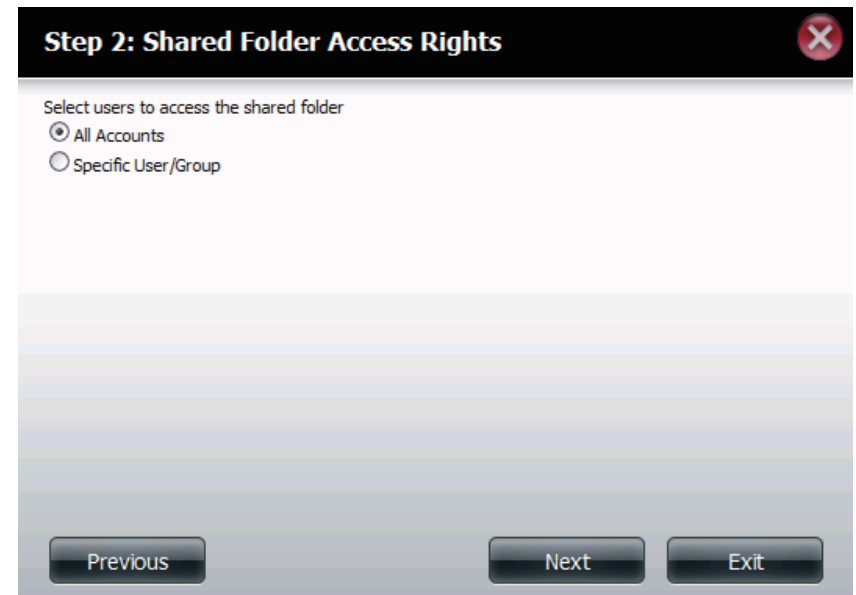 Step 2: Shared Folder Access Rights
Select users to access the shared folder
All Accounts
Specific User/Group
Previous
Next
Exit